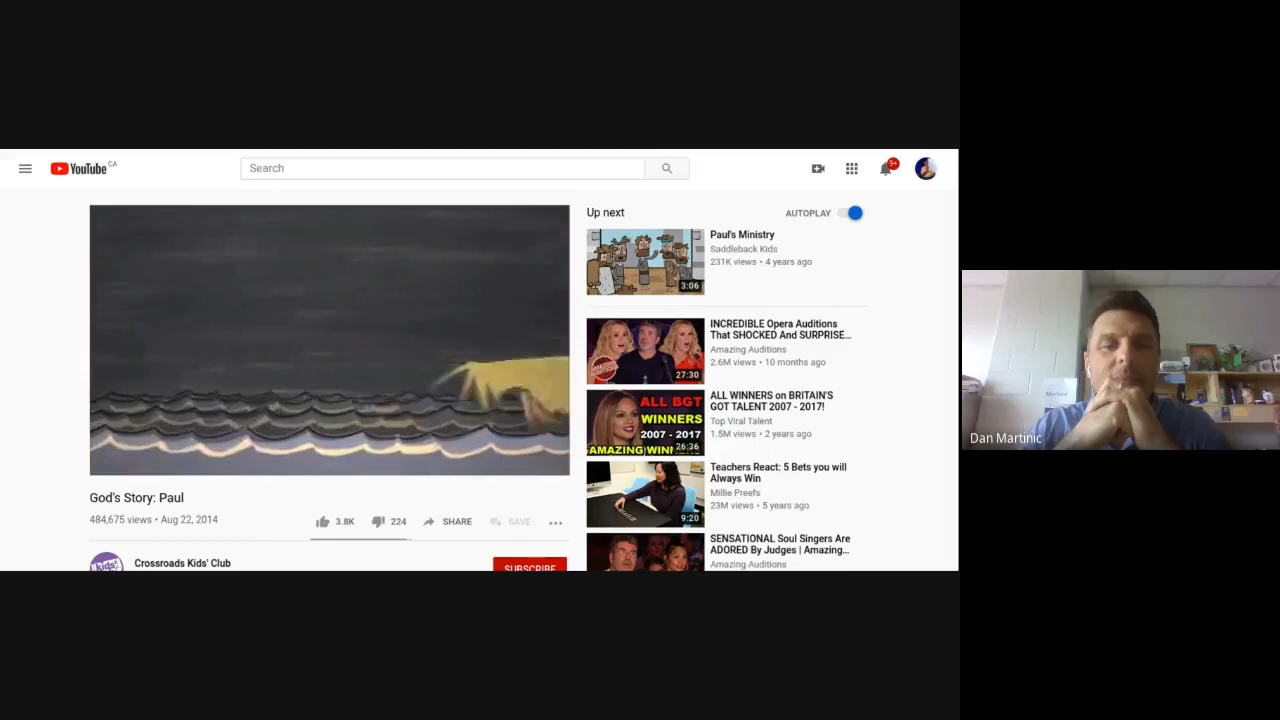 YouTube CA
Search
9+
Up next
AUTOPLAY
Paul's Ministry
Saddleback Kids
231K views • 4 years ago
3:06
INCREDIBLE Opera Auditions
That SHOCKED And SURPRISE...
Amazing Auditions
2.6M views • 10 months ago
27:30
ALL WINNERS on BRITAIN'S
GOT TALENT 2007 - 2017!
Top Viral Talent
1.5M views • 2 years ago
ALL BGT
WINNERS
2007 - 2017
26:36
Teachers React: 5 Bets you will
Always Win
Millie Preefs
23M views • 5 years ago
9:20
SENSATIONAL Soul Singers Are
ADORED By Judges | Amazing...
Amazing Auditions
God's Story: Paul
484,675 views • Aug 22, 2014
3.8K
224
SHARE
SAVE
kids'
Crossroads Kids' Club
SUBSCRIBE
Dan Martinic